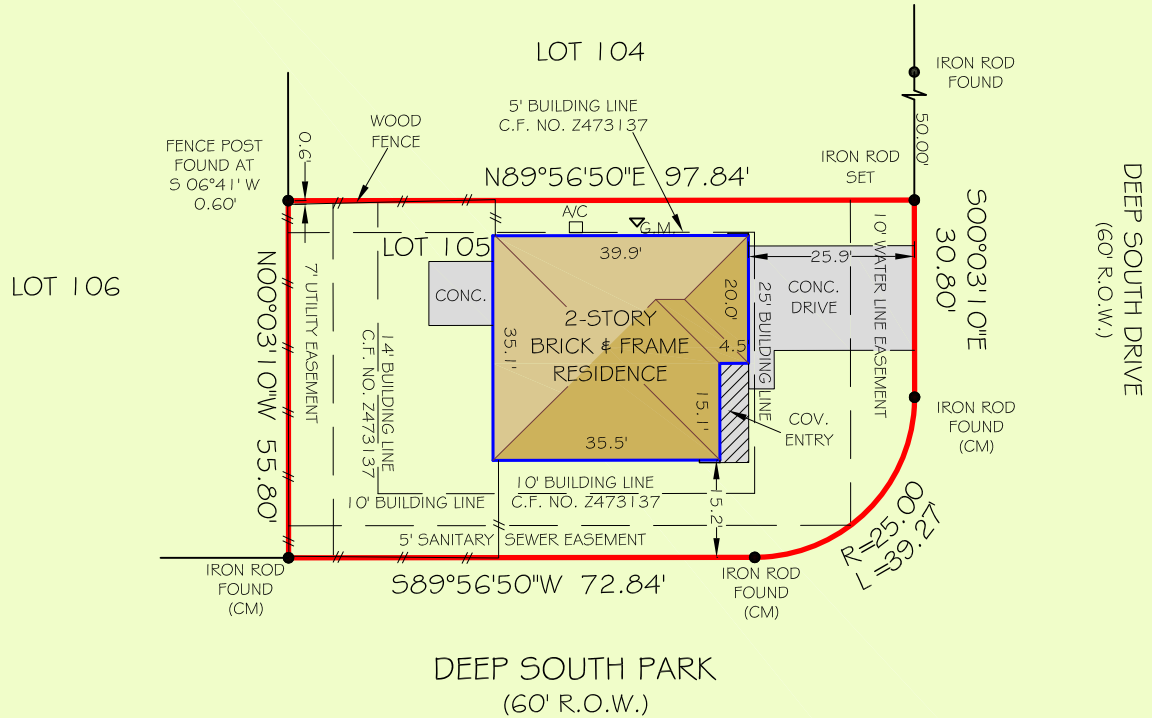 LOT 104
IRON ROD
FOUND
5' BUILDING LINE
C.F. NO. Z473137
50.00'
WOOD
FENCE
0.6'
FENCE POST
FOUND AT
S 06°41' W
0.60'
IRON ROD
SET
N89°56'50"E 97.84'
DEEP SOUTH DRIVE
(60' R.O.W.)
S00°03'10"E
30.80'
10' WATER LINE EASEMENT
A/C
G.M.
LOT 105
39.9'
25.9'
LOT 106
N00°03'10"W 55.80'
7' UTILITY EASEMENT
CONC.
14' BUILDING LINE
C.F. NO. Z473137
35.1'
2-STORY
BRICK & FRAME
RESIDENCE
20.0'
4.5
25' BUILDING LINE
CONC.
DRIVE
15.1'
COV.
ENTRY
IRON ROD
FOUND
(CM)
35.5'
10' BUILDING LINE
10' BUILDING LINE
C.F. NO. Z473137
15.2'
5' SANITARY SEWER EASEMENT
R=25.00
L=39.27'
IRON ROD
FOUND
(CM)
S89°56'50"W 72.84'
IRON ROD
FOUND
(CM)
DEEP SOUTH PARK
(60' R.O.W.)